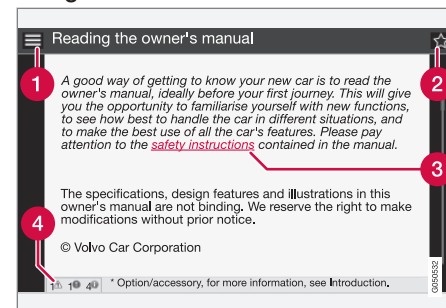 Reading the owner's manual
1
2
A good way of getting to know your new car is to read the
owner's manual, ideally before your first journey. This will give
you the opportunity to familiarise yourself with new functions,
to see how best to handle the car in different situations, and
to make the best use of all the car's features. Please pay
attention to the safety instructions contained in the manual.
3
The specifications, design features and illustrations in this
owner's manual are not binding. We reserve the right to make
modifications without prior notice.
4
© Volvo Car Corporation
1 1 4 * Option/accessory, for more information, see Introduction.
G050532